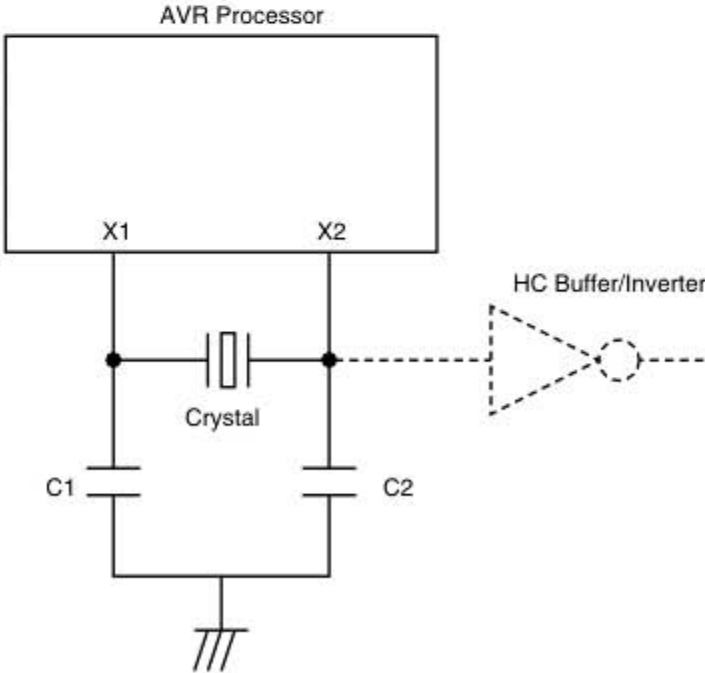 AVR Processor
X1
X2
HC Buffer/Inverter
Crystal
C1
C2